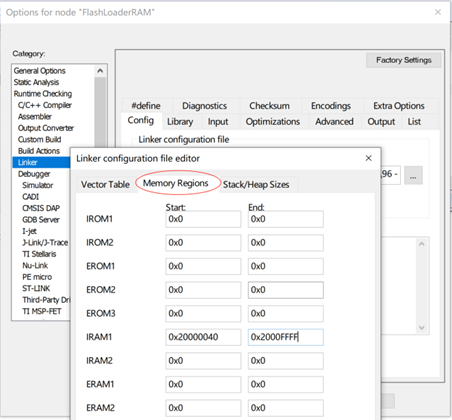 Options for node "FlashLoaderRAM"
Category:
Factory Settings
General Options
Static Analysis
Runtime Checking
C/C++ Compiler
Assembler
Output Converter
Custom Build
Build Actions
Linker
Debugger
Simulator
CADI
CMSIS DAP
GDB Server
I-jet
J-Link/J-Trace
TI Stellaris
Nu-Link
PE micro
ST-LINK
Third-Party Dri
TI MSP-FET
#define Diagnostics Checksum Encodings Extra Options
Config Library Input Optimizations Advanced Output List
Linker configuration file
,96 - ...
Linker configuration file editor
Vector Table Memory Regions Stack/Heap Sizes
Start: End:
IROM1 0x0 0x0
IROM2 0x0 0x0
EROM1 0x0 0x0
EROM2 0x0 0x0
EROM3 0x0 0x0
IRAM1 0x20000040 0x2000FFFF
IRAM2 0x0 0x0
ERAM1 0x0 0x0
ERAM2 0x0 0x0